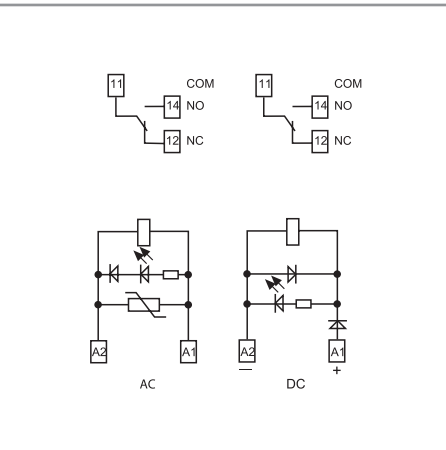 11 COM 11 COM
14 NO 14 NO
12 NC 12 NC
A2 A1 A2 A1
— +
AC DC